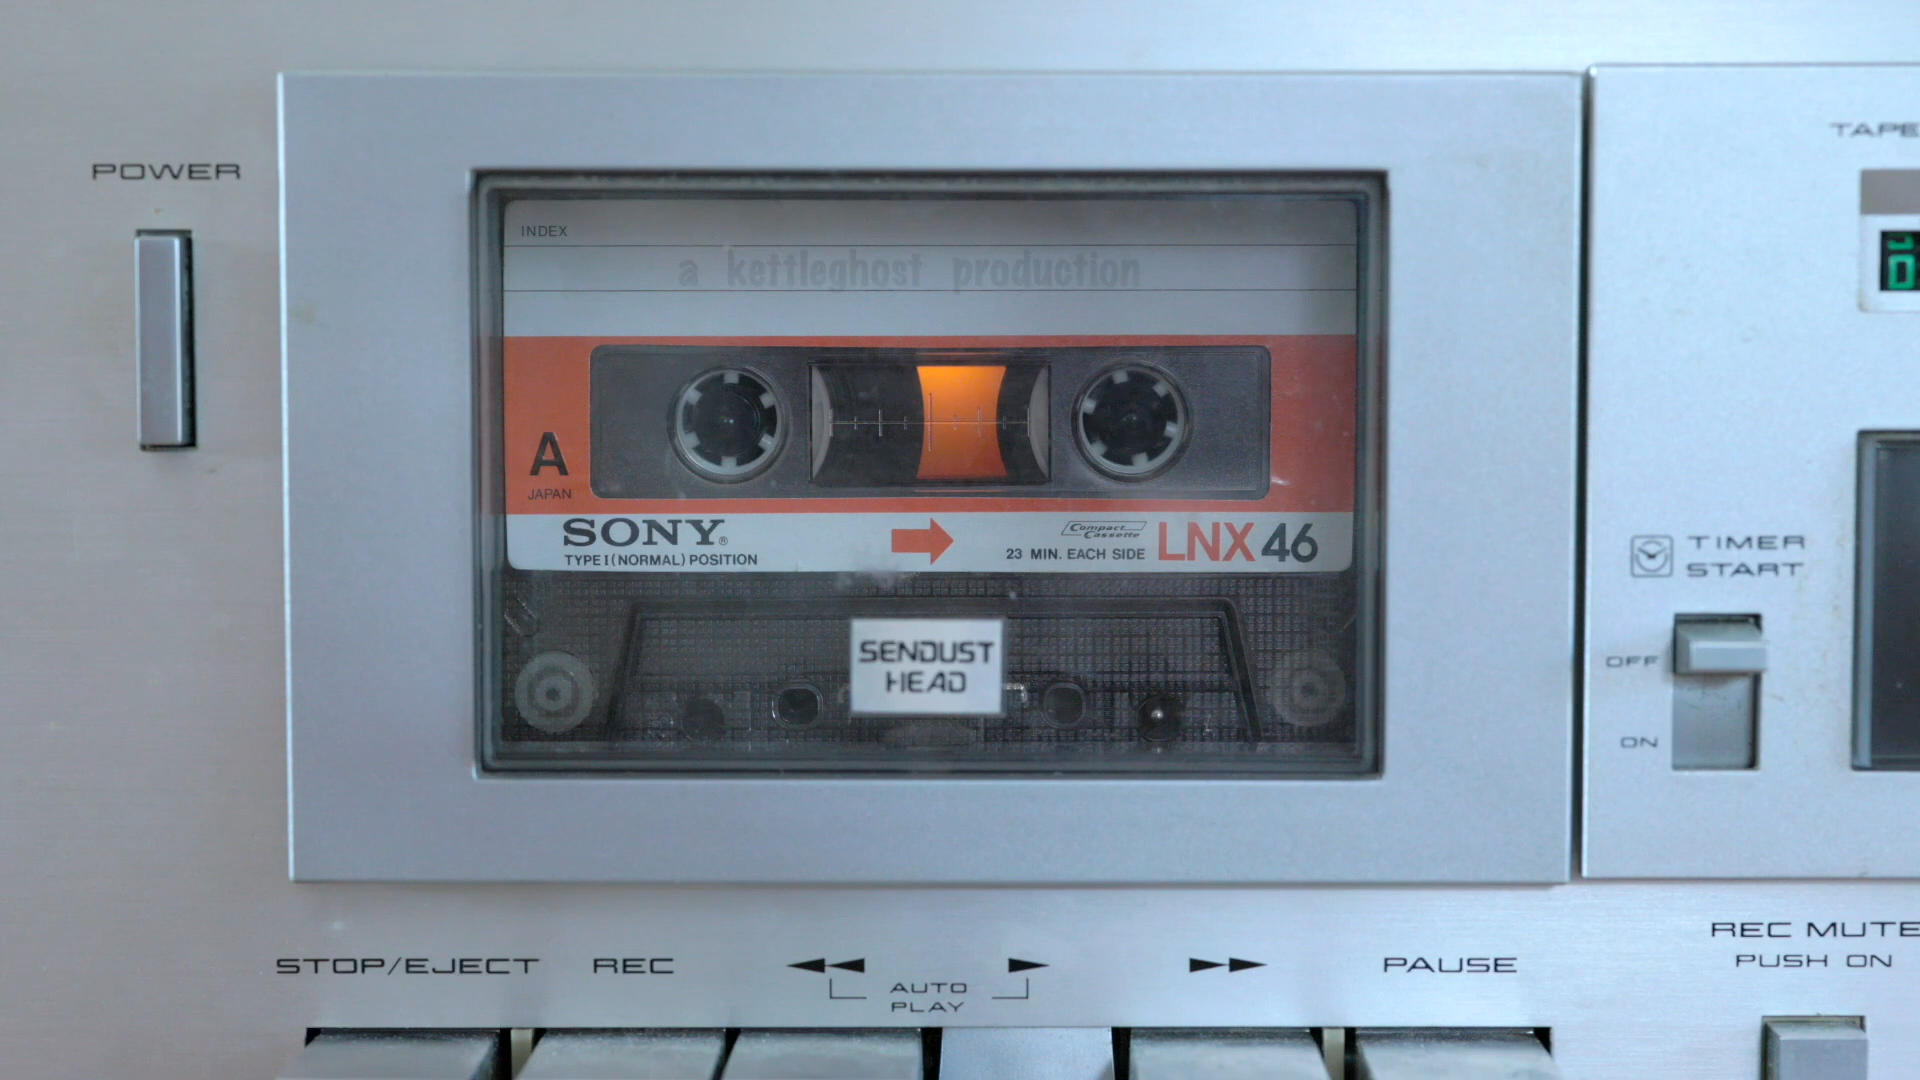 TAPE
POWER
INDEX
a kettleghost production
A
JAPAN
SONY®
TYPE I (NORMAL) POSITION
Compact Cassette
23 MIN. EACH SIDE
LNX 46
TIMER
START
SENDUST
HEAD
OFF
ON
REC MUTE
PUSH ON
STOP/EJECT
REC
AUTO
PLAY
PAUSE